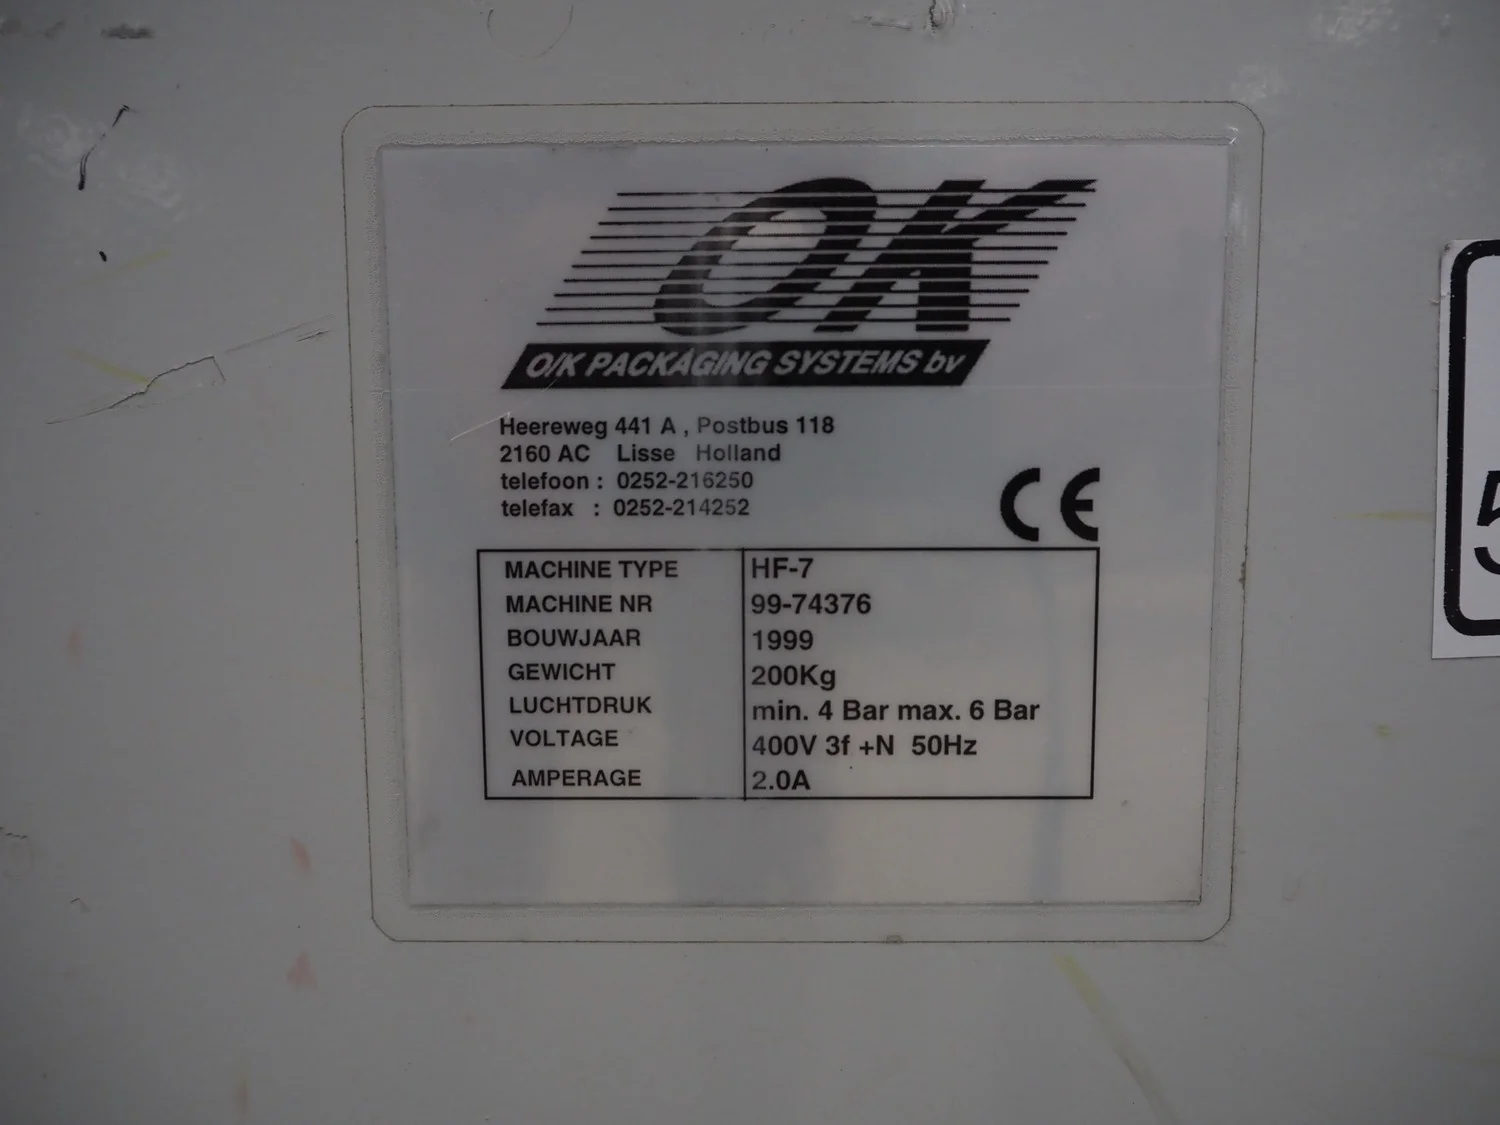 OK
O/K PACKAGING SYSTEMS bv
Heereweg 441 A , Postbus 118
2160 AC Lisse Holland
telefoon : 0252-216250
telefax : 0252-214252
CE
MACHINE TYPE HF-7
MACHINE NR 99-74376
BOUWJAAR 1999
GEWICHT 200Kg
LUCHTDRUK min. 4 Bar max. 6 Bar
VOLTAGE 400V 3f +N 50Hz
AMPERAGE 2.0A
5